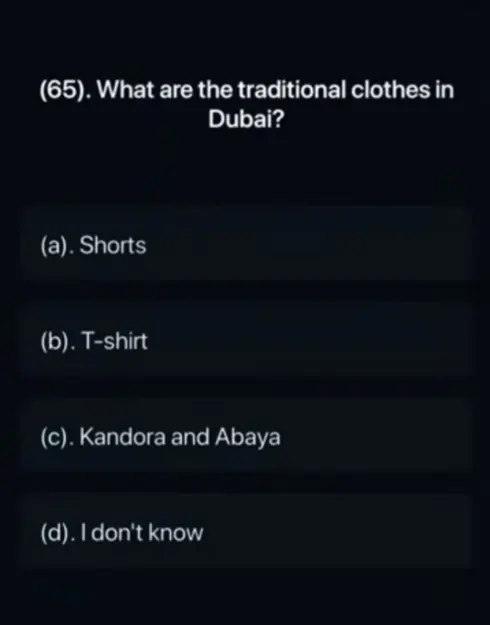 (65). What are the traditional clothes in
Dubai?
(a). Shorts
(b). T-shirt
(c). Kandora and Abaya
(d). I don't know